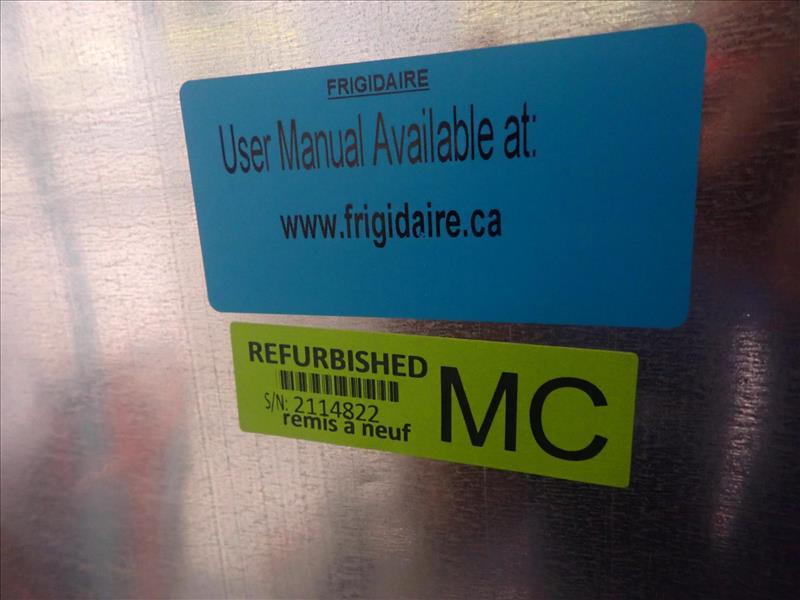 FRIGIDAIRE
User Manual Available at:
www.frigidaire.ca
REFURBISHED
S/N: 2114822
remis à neuf
MC